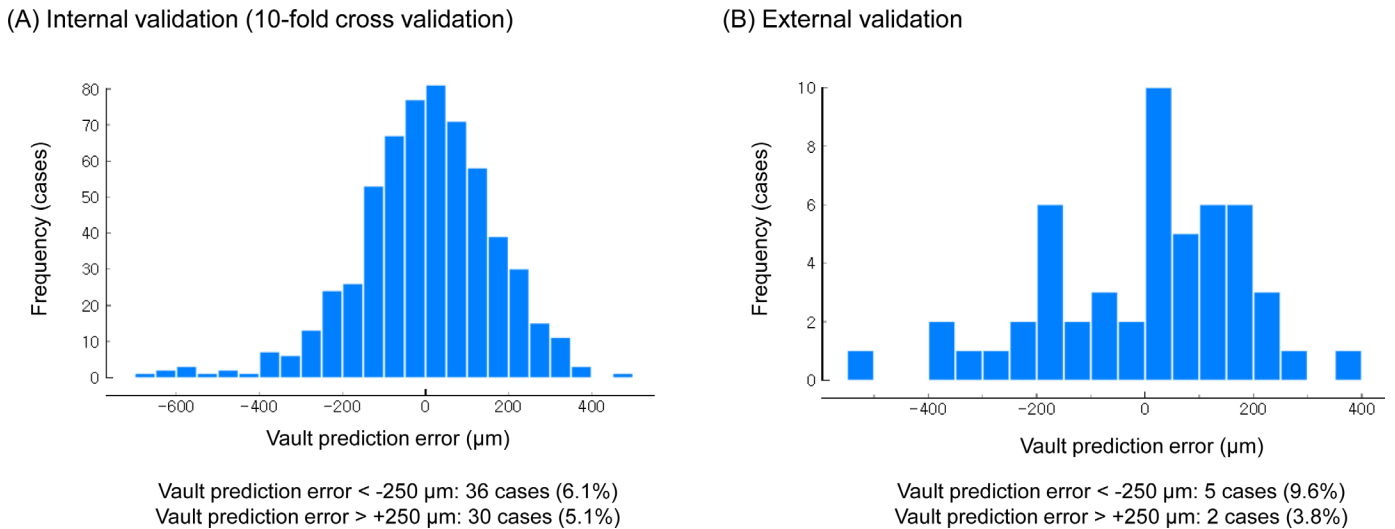 (A) Internal validation (10-fold cross validation)
(B) External validation
Frequency (cases)
80
70
60
50
40
30
20
10
0
−600
−400
−200
0
200
400
Vault prediction error (µm)
Vault prediction error < -250 µm: 36 cases (6.1%)
Vault prediction error > +250 µm: 30 cases (5.1%)
Frequency (cases)
10
8
6
4
2
0
−400
−200
0
200
400
Vault prediction error (µm)
Vault prediction error < -250 µm: 5 cases (9.6%)
Vault prediction error > +250 µm: 2 cases (3.8%)